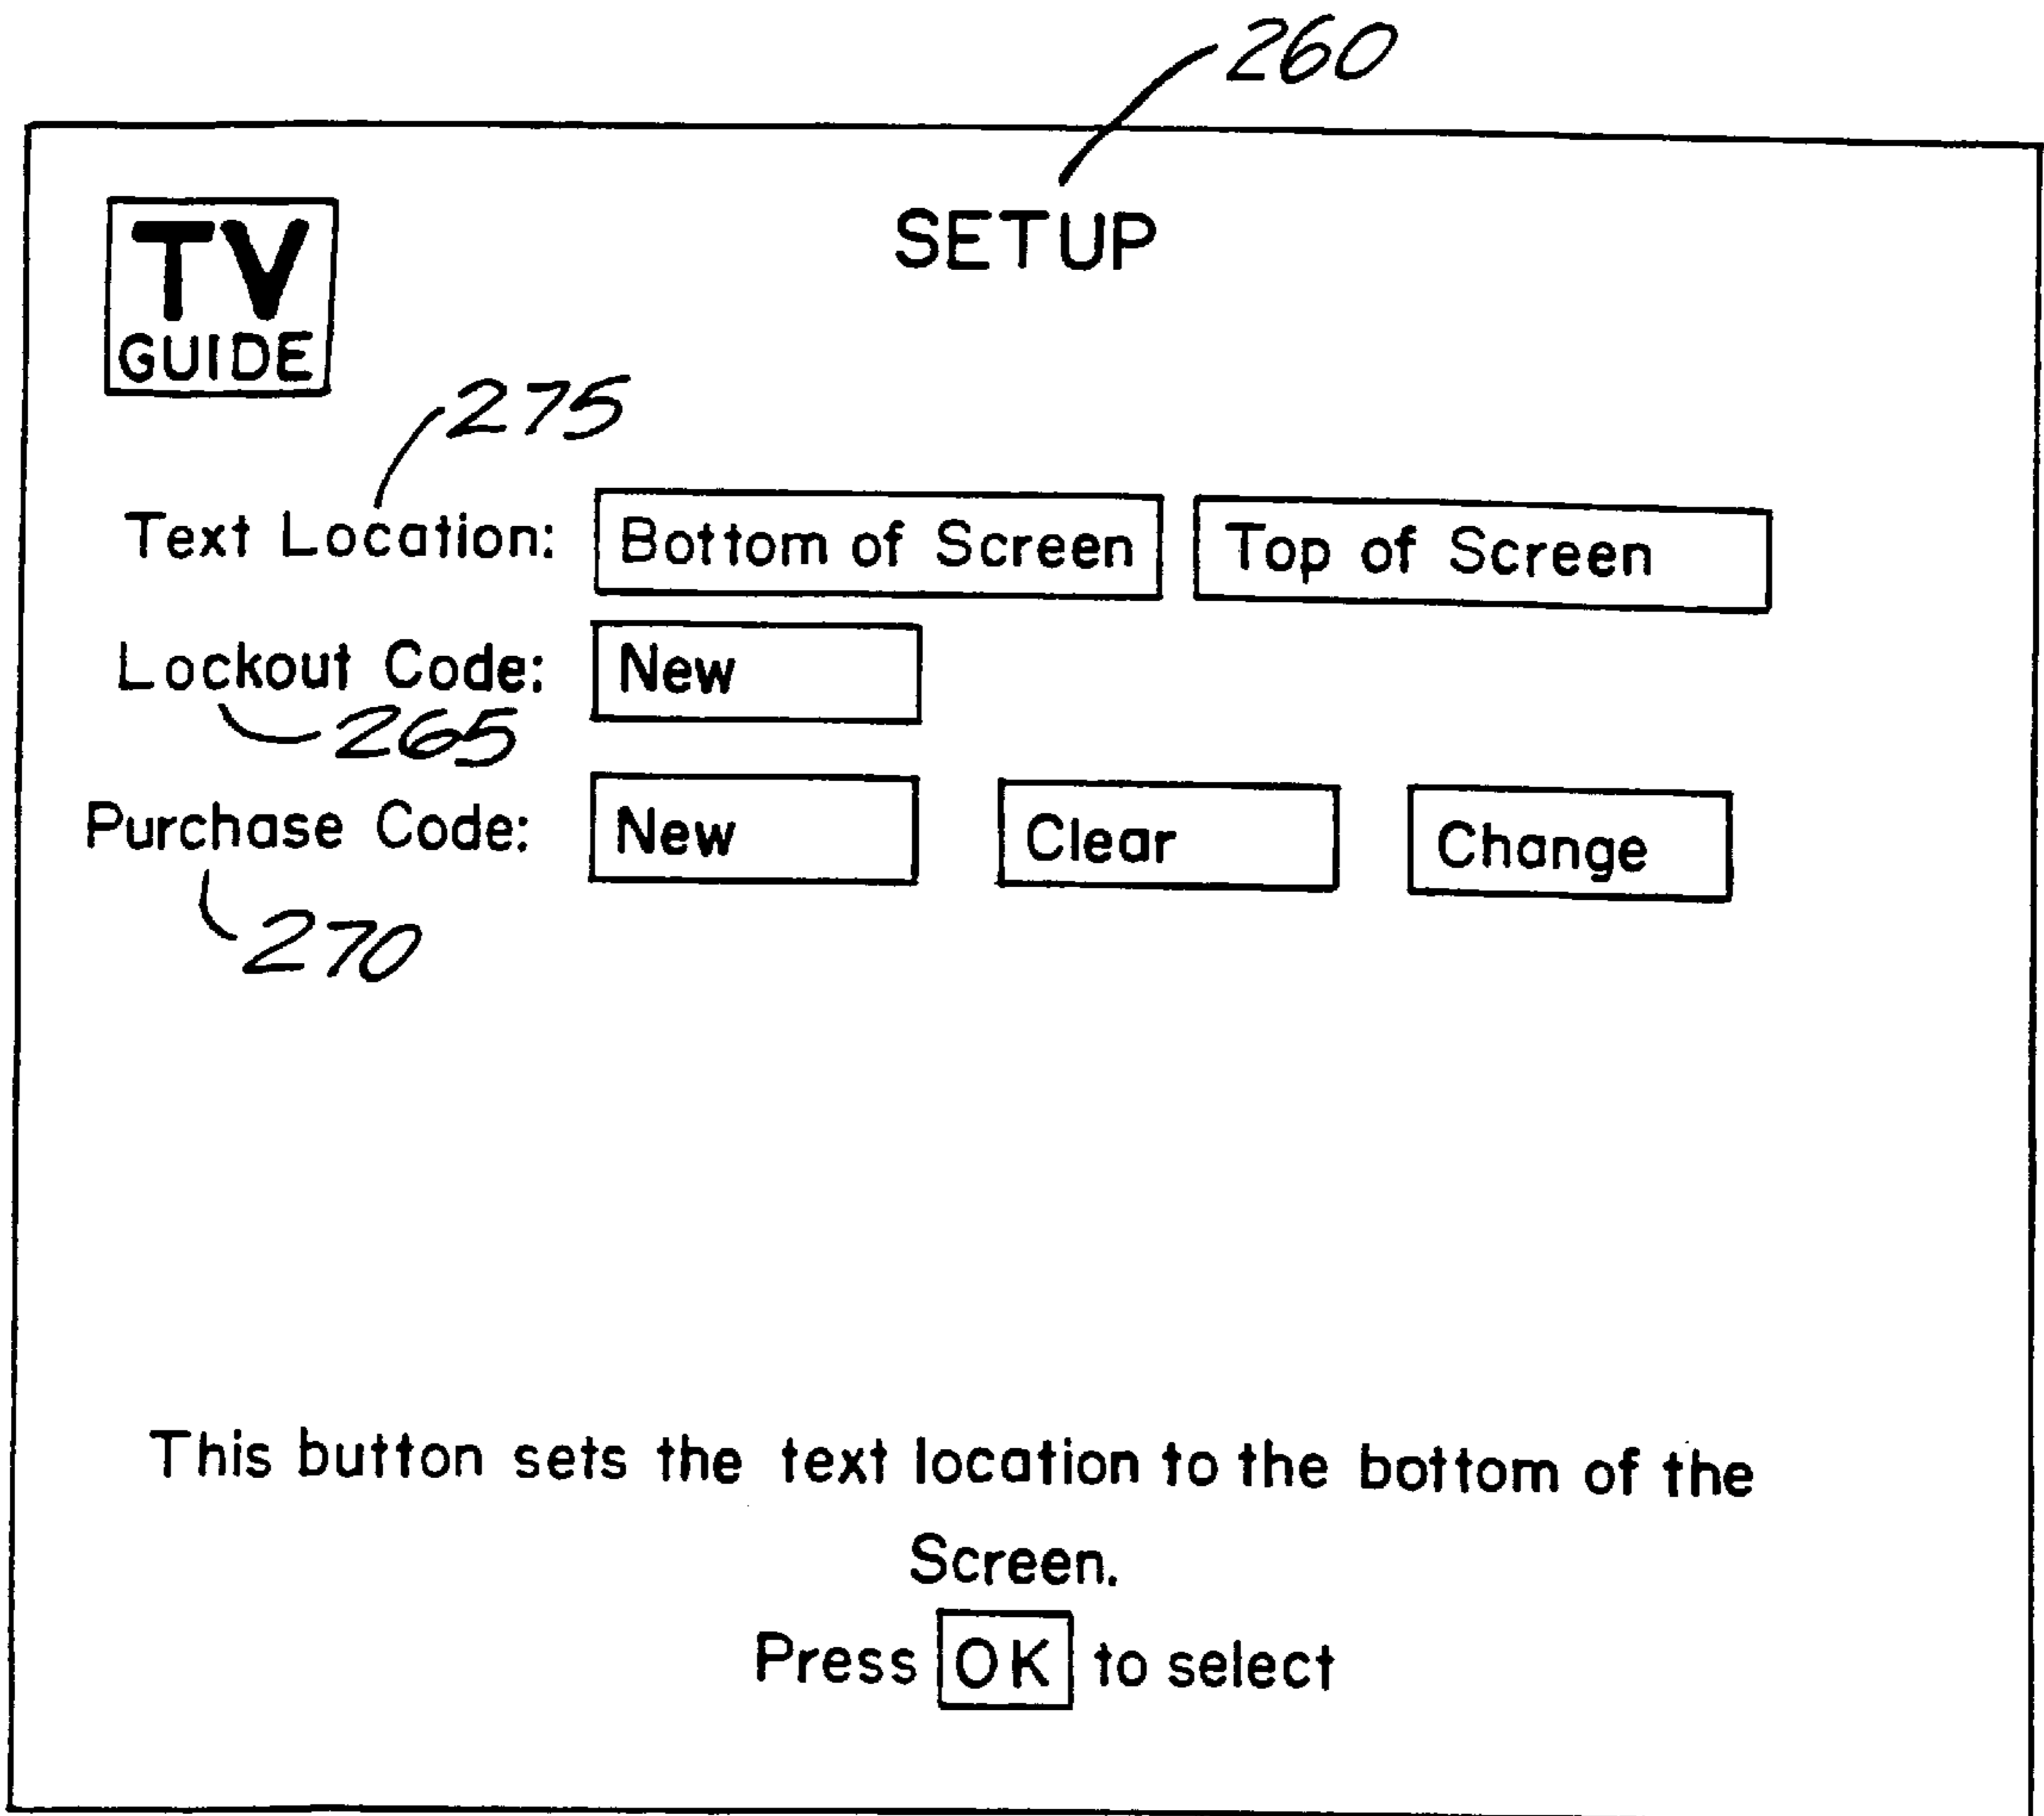 260
TV
GUIDE
SETUP
275
Text Location: Bottom of Screen Top of Screen
Lockout Code: New
265
Purchase Code: New Clear Change
270
This button sets the text location to the bottom of the
Screen.
Press OK to select